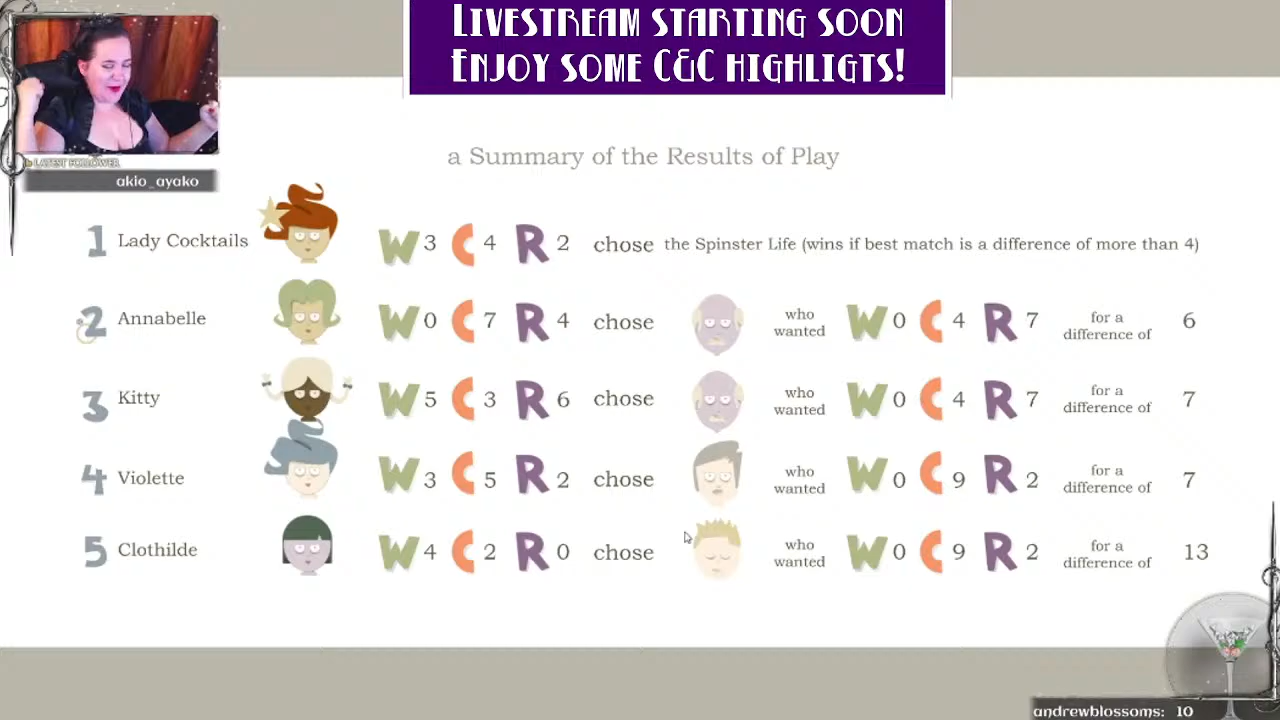 LIVESTREAM STARTING SOON
ENJOY SOME C&C HIGHLIGTS!
LATEST FOLLOWER
akio_ayako
a Summary of the Results of Play
1 Lady Cocktails W 3 C 4 R 2 chose the Spinster Life (wins if best match is a difference of more than 4)
2 Annabelle W 0 C 7 R 4 chose who wanted W 0 C 4 R 7 for a difference of 6
3 Kitty W 5 C 3 R 6 chose who wanted W 0 C 4 R 7 for a difference of 7
4 Violette W 3 C 5 R 2 chose who wanted W 0 C 9 R 2 for a difference of 7
5 Clothilde W 4 C 2 R 0 chose who wanted W 0 C 9 R 2 for a difference of 13
andrewblossoms: 10